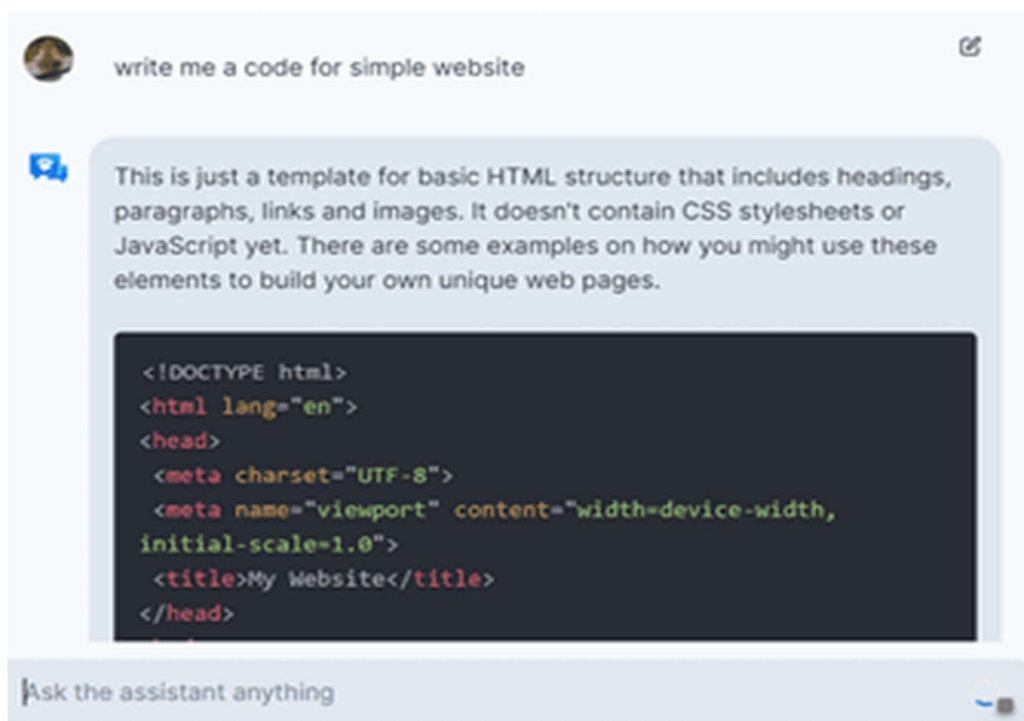 write me a code for simple website
This is just a template for basic HTML structure that includes headings,
paragraphs, links and images. It doesn't contain CSS stylesheets or
JavaScript yet. There are some examples on how you might use these
elements to build your own unique web pages.
<!DOCTYPE html>
<html lang="en">
<head>
<meta charset="UTF-8">
<meta name="viewport" content="width=device-width,
initial-scale=1.0">
<title>My Website</title>
</head>
Ask the assistant anything